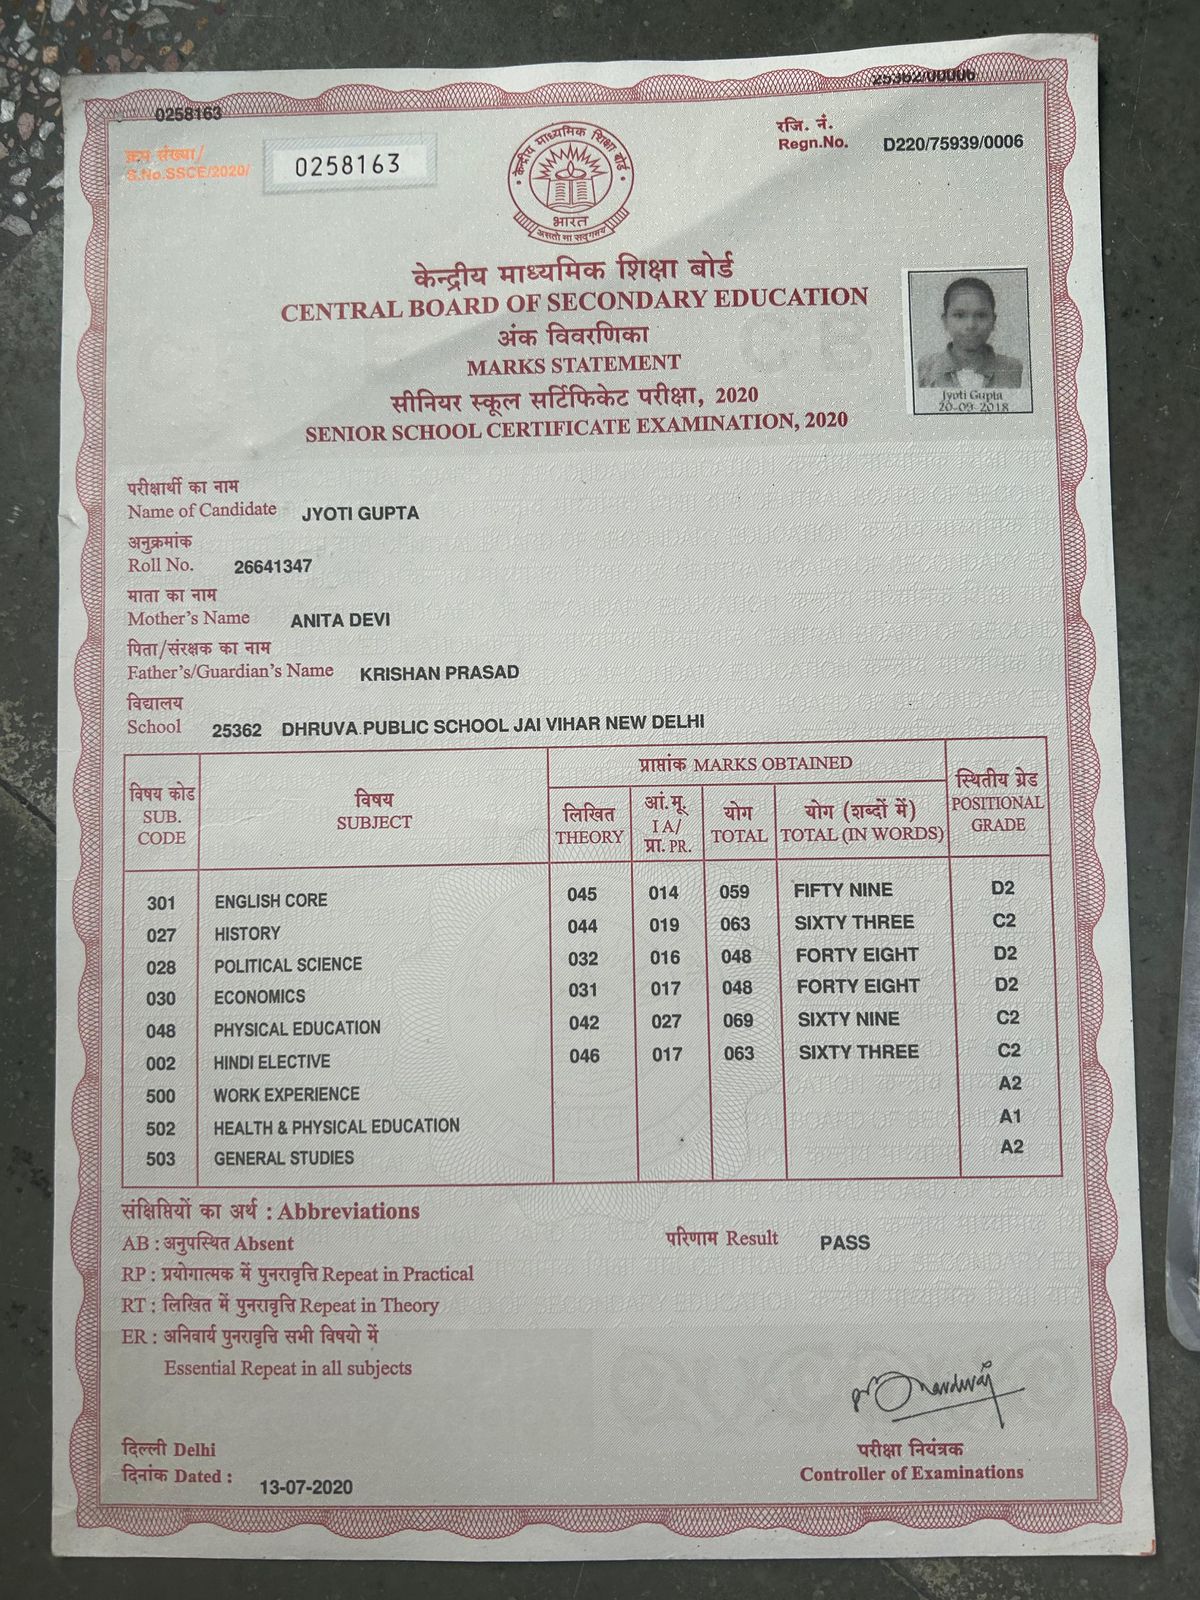 25362/00006
0258163
क्रम संख्या/
S.No.SSCE/2020/
0258163
रजि. नं.
Regn.No. D220/75939/0006
केन्द्रीय माध्यमिक शिक्षा बोर्ड
भारत
असतो मा सद्गमय
केन्द्रीय माध्यमिक शिक्षा बोर्ड
CENTRAL BOARD OF SECONDARY EDUCATION
अंक विवरणिका
MARKS STATEMENT
सीनियर स्कूल सर्टिफिकेट परीक्षा, 2020
SENIOR SCHOOL CERTIFICATE EXAMINATION, 2020
Jyoti Gupta
20-09-2018
परीक्षार्थी का नाम
Name of Candidate JYOTI GUPTA
अनुक्रमांक
Roll No. 26641347
माता का नाम
Mother's Name ANITA DEVI
पिता/संरक्षक का नाम
Father's/Guardian's Name KRISHAN PRASAD
विद्यालय
School 25362 DHRUVA PUBLIC SCHOOL JAI VIHAR NEW DELHI
विषय कोड
SUB.
CODE
विषय
SUBJECT
प्राप्तांक MARKS OBTAINED
लिखित
THEORY
आं.मू.
I A/
प्रा. PR.
योग
TOTAL
योग (शब्दों में)
TOTAL (IN WORDS)
स्थितीय ग्रेड
POSITIONAL
GRADE
301 ENGLISH CORE 045 014 059 FIFTY NINE D2
027 HISTORY 044 019 063 SIXTY THREE C2
028 POLITICAL SCIENCE 032 016 048 FORTY EIGHT D2
030 ECONOMICS 031 017 048 FORTY EIGHT D2
048 PHYSICAL EDUCATION 042 027 069 SIXTY NINE C2
002 HINDI ELECTIVE 046 017 063 SIXTY THREE C2
500 WORK EXPERIENCE A2
502 HEALTH & PHYSICAL EDUCATION A1
503 GENERAL STUDIES A2
संक्षिप्तियों का अर्थ : Abbreviations
AB : अनुपस्थित Absent
परिणाम Result PASS
RP : प्रयोगात्मक में पुनरावृत्ति Repeat in Practical
RT : लिखित में पुनरावृत्ति Repeat in Theory
ER : अनिवार्य पुनरावृत्ति सभी विषयो में
Essential Repeat in all subjects
दिल्ली Delhi
दिनांक Dated : 13-07-2020
परीक्षा नियंत्रक
Controller of Examinations